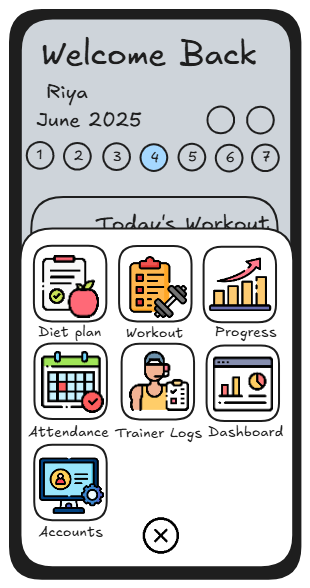 Welcome Back
Riya
June 2025
1 2 3 4 5 6 7
Today's Workout
Diet plan Workout Progress
Attendance Trainer Logs Dashboard
Accounts